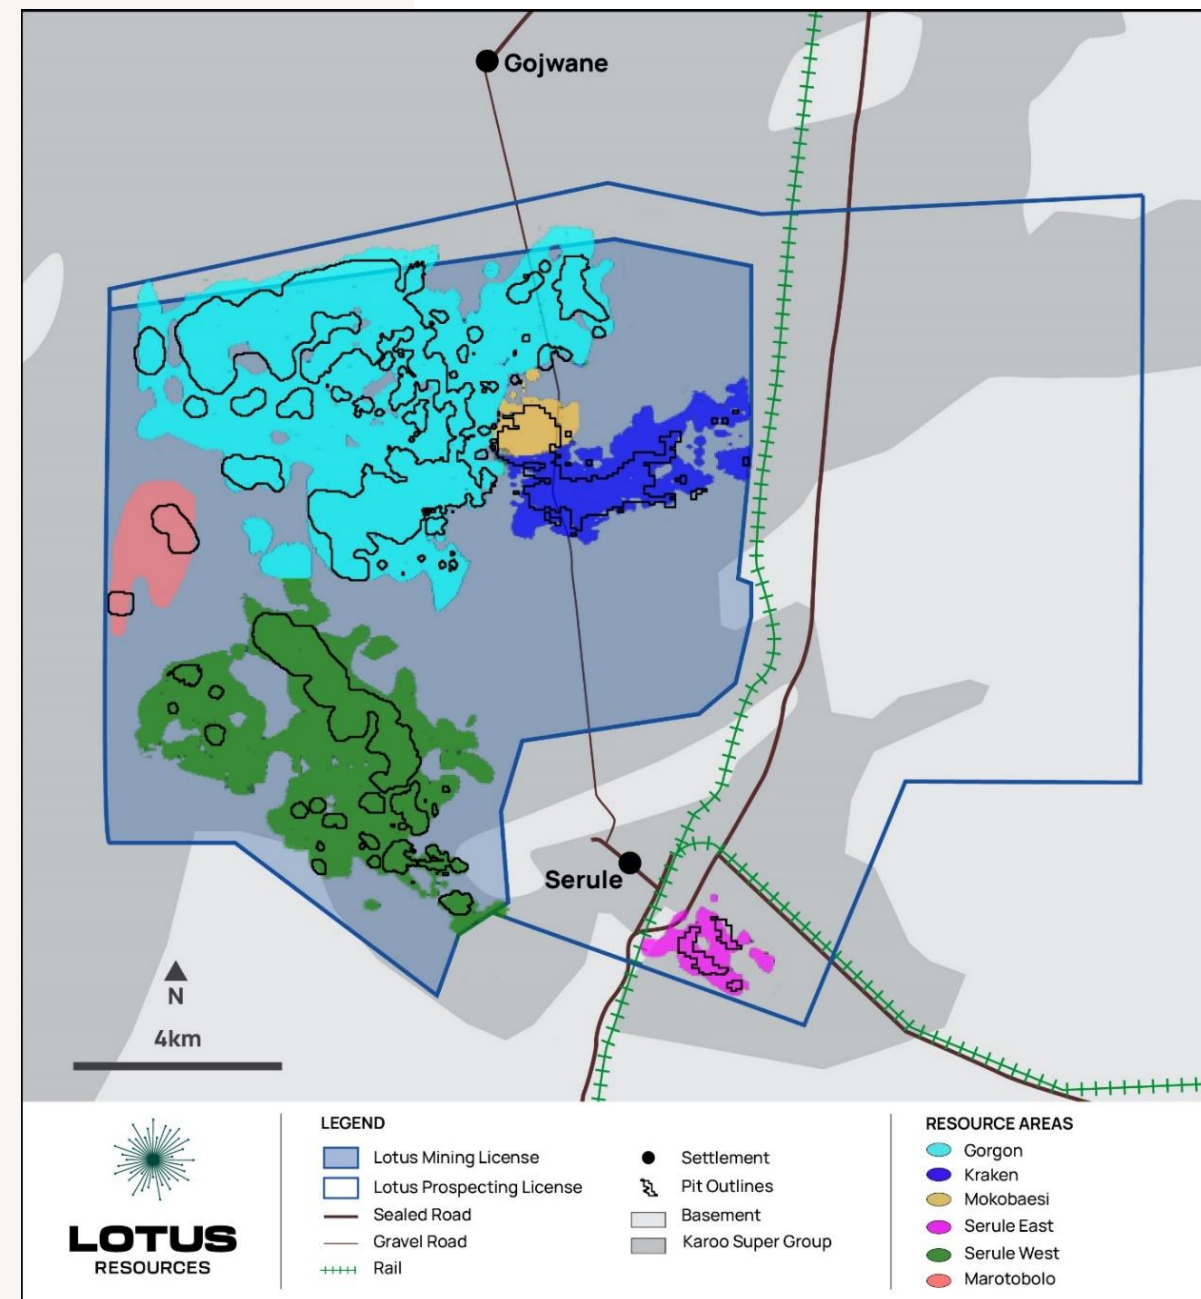 Gojwane
Serule
N
4km
LOTUS
RESOURCES
LEGEND
Lotus Mining License
Lotus Prospecting License
Sealed Road
Gravel Road
Rail
Settlement
Pit Outlines
Basement
Karoo Super Group
RESOURCE AREAS
Gorgon
Kraken
Mokobaesi
Serule East
Serule West
Marotobolo